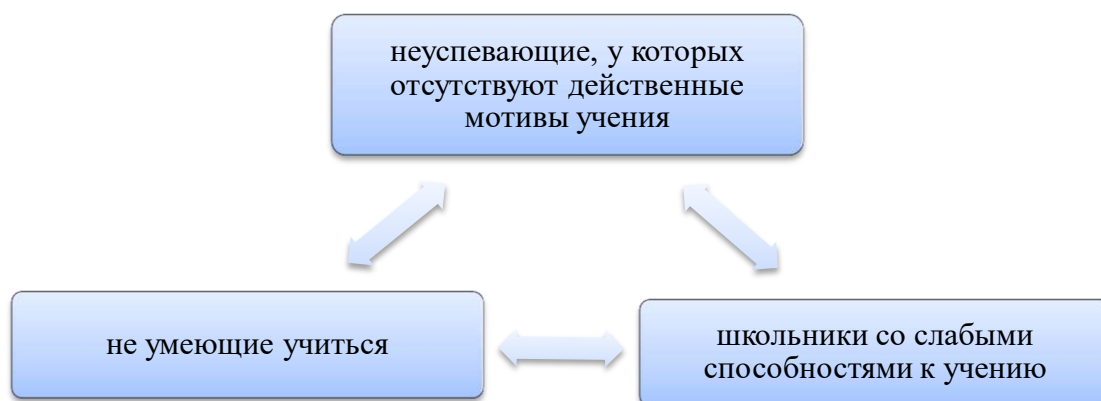 неуспевающие, у которых
отсутствуют действенные
мотивы учения
не умеющие учиться
школьники со слабыми
способностями к учению